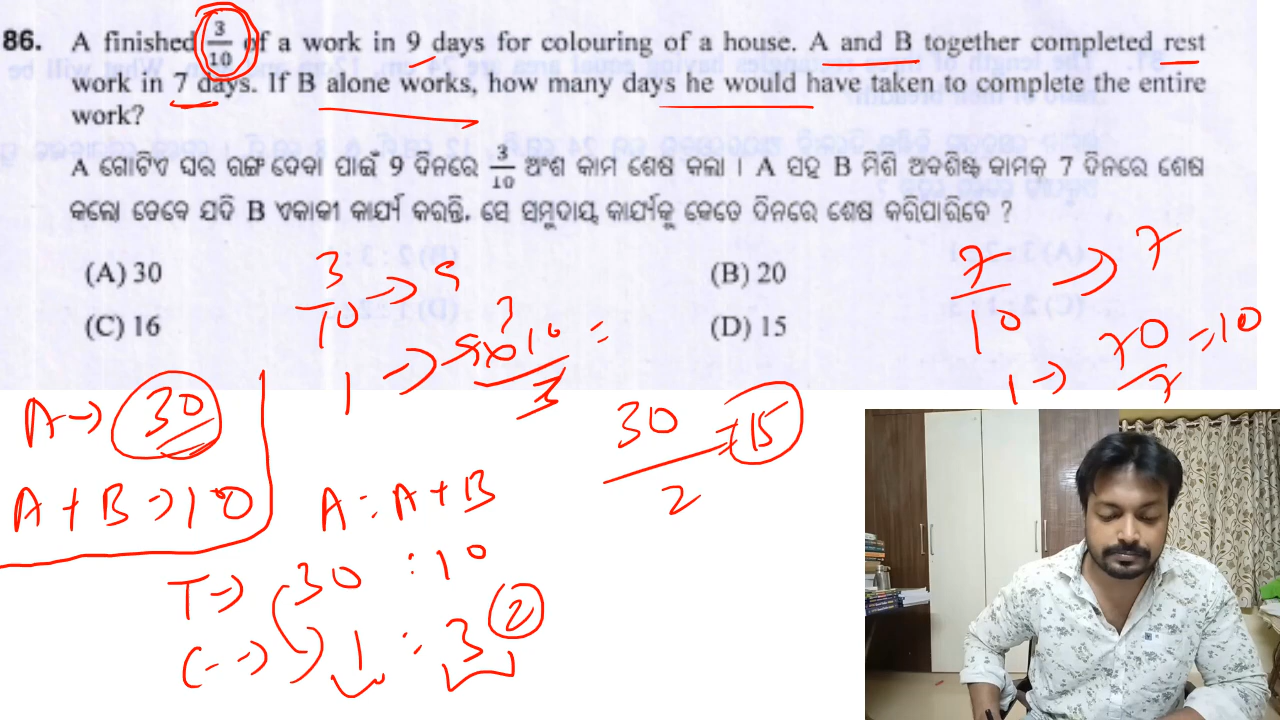 86. A finished 3/10 of a work in 9 days for colouring of a house. A and B together completed rest
work in 7 days. If B alone works, how many days he would have taken to complete the entire
work?
A ଗୋଟିଏ ଘର ରଙ୍ଗ ଦେବା ପାଇଁ 9 ଦିନରେ 3/10 ଅଂଶ କାମ ଶେଷ କଲା । A ସହ B ମିଶି ଅବଶିଷ୍ଟ କାମକୁ 7 ଦିନରେ ଶେଷ
କଲେ। ତେବେ ଯଦି B ଏକାକୀ କାର୍ଯ୍ୟ କରନ୍ତି, ସେ ସମୁଦାୟ କାର୍ଯ୍ୟକୁ କେତେ ଦିନରେ ଶେଷ କରିପାରିବେ ?
(A) 30
(B) 20
(C) 16
(D) 15
3/10 → 9
1 → 9×10/3 =
7/10 → 7
1 → 70/7 = 10
A → 30
A + B → 10
A : A + B
T → 30 : 10
1 : 3 2
30/2 = 15